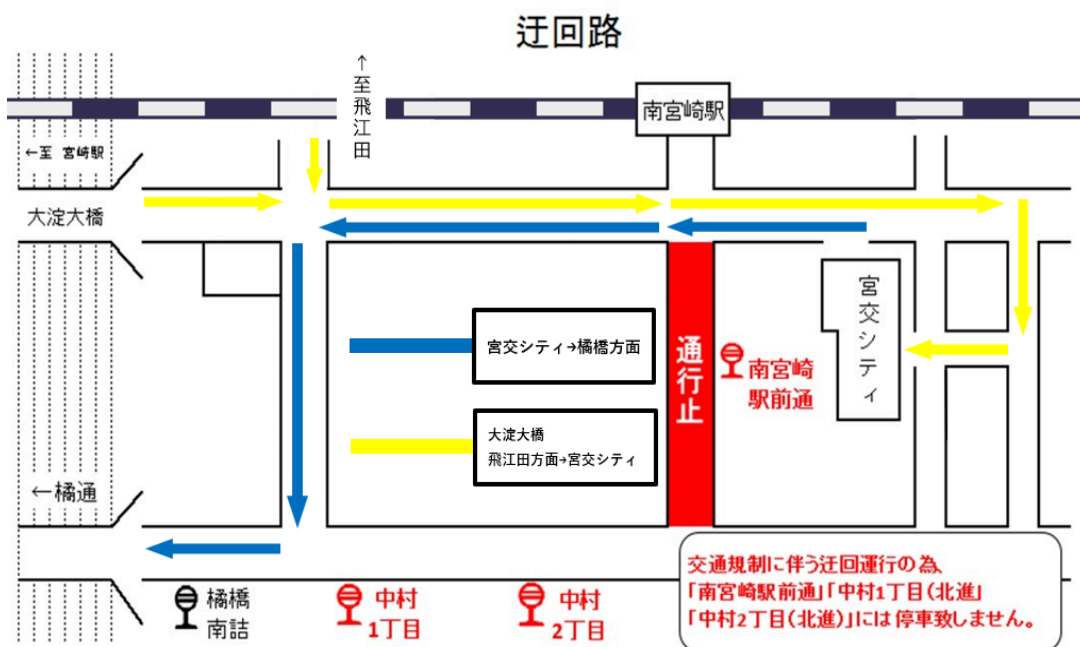 迂回路
↑至飛江田
南宮崎駅
←至 宮崎駅
大淀大橋
宮交シティ
宮交シティ→橘橋方面
通行止
南宮崎
駅前通
大淀大橋
飛江田方面→宮交シティ
←橘通
交通規制に伴う迂回運行の為、
「南宮崎駅前通」「中村1丁目(北進」
「中村2丁目(北進)」には停車致しません。
橘橋
南詰
中村
1丁目
中村
2丁目